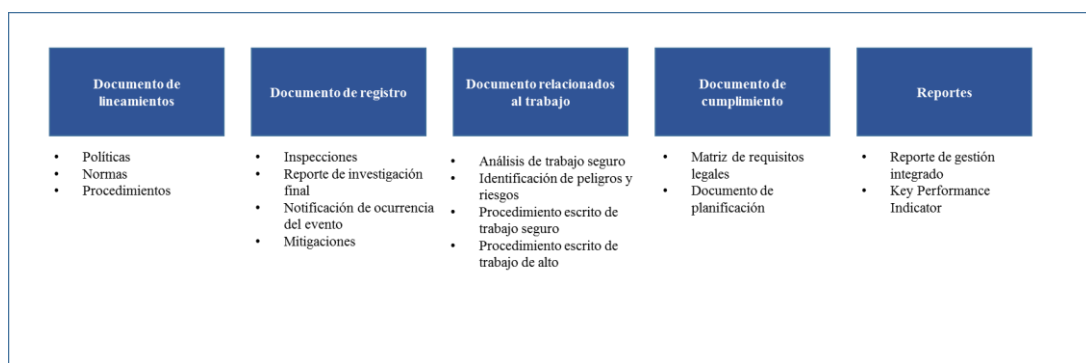 Documento de
lineamientos
• Políticas
• Normas
• Procedimientos
Documento de registro
• Inspecciones
• Reporte de investigación
final
• Notificación de ocurrencia
del evento
• Mitigaciones
Documento relacionados
al trabajo
• Análisis de trabajo seguro
• Identificación de peligros y
riesgos
• Procedimiento escrito de
trabajo seguro
• Procedimiento escrito de
trabajo de alto
Documento de
cumplimiento
• Matriz de requisitos
legales
• Documento de
planificación
Reportes
• Reporte de gestión
integrado
• Key Performance
Indicator